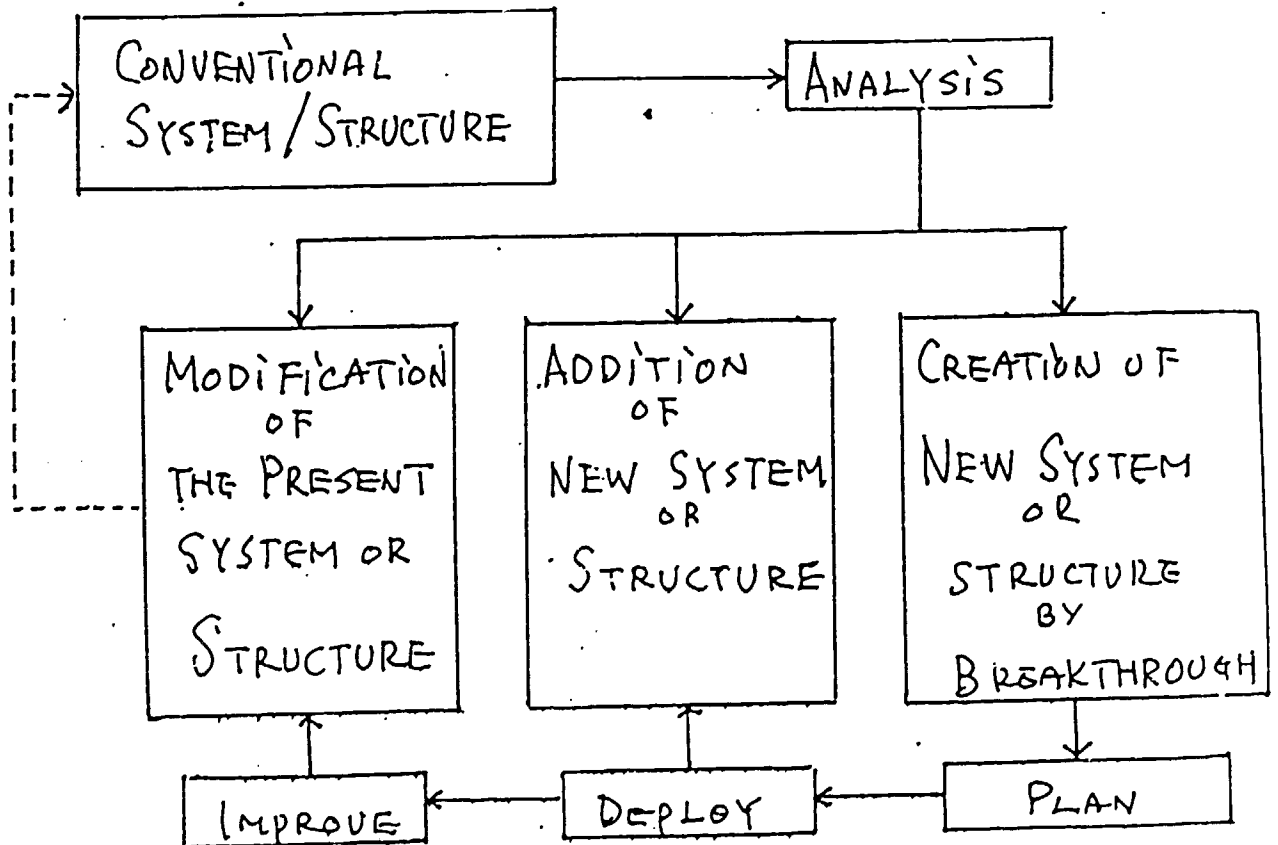 CONVENTIONAL
SYSTEM/STRUCTURE
ANALYSIS
MODIFICATION
OF
THE PRESENT
SYSTEM OR
STRUCTURE
ADDITION
OF
NEW SYSTEM
OR
STRUCTURE
CREATION OF
NEW SYSTEM
OR
STRUCTURE
BY
BREAKTHROUGH
IMPROVE
DEPLOY
PLAN